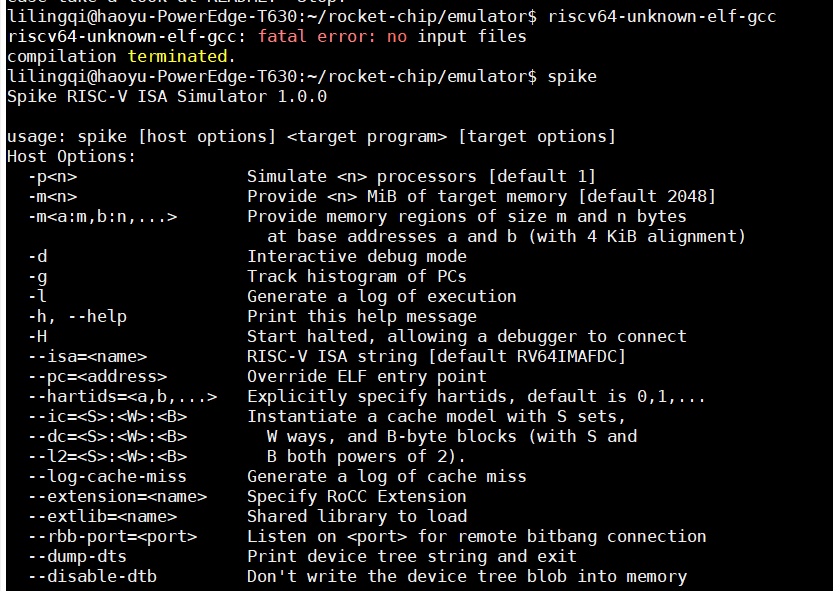 lilingqi@haoyu-PowerEdge-T630:~/rocket-chip/emulator$ riscv64-unknown-elf-gcc
riscv64-unknown-elf-gcc: fatal error: no input files
compilation terminated.
lilingqi@haoyu-PowerEdge-T630:~/rocket-chip/emulator$ spike
Spike RISC-V ISA Simulator 1.0.0

usage: spike [host options] <target program> [target options]
Host Options:
  -p<n>                 Simulate <n> processors [default 1]
  -m<n>                 Provide <n> MiB of target memory [default 2048]
  -m<a:m,b:n,...>       Provide memory regions of size m and n bytes
                          at base addresses a and b (with 4 KiB alignment)
  -d                    Interactive debug mode
  -g                    Track histogram of PCs
  -l                    Generate a log of execution
  -h, --help            Print this help message
  -H                    Start halted, allowing a debugger to connect
  --isa=<name>          RISC-V ISA string [default RV64IMAFDC]
  --pc=<address>        Override ELF entry point
  --hartids=<a,b,...>   Explicitly specify hartids, default is 0,1,...
  --ic=<S>:<W>:<B>      Instantiate a cache model with S sets,
  --dc=<S>:<W>:<B>        W ways, and B-byte blocks (with S and
  --l2=<S>:<W>:<B>        B both powers of 2).
  --log-cache-miss      Generate a log of cache miss
  --extension=<name>    Specify RoCC Extension
  --extlib=<name>       Shared library to load
  --rbb-port=<port>     Listen on <port> for remote bitbang connection
  --dump-dts            Print device tree string and exit
  --disable-dtb         Don't write the device tree blob into memory